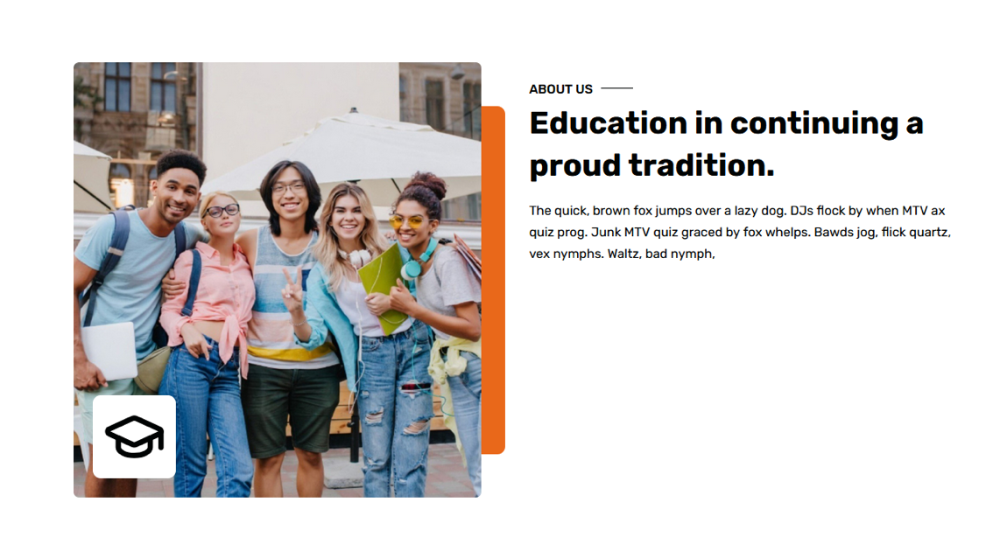 ABOUT US
Education in continuing a
proud tradition.
The quick, brown fox jumps over a lazy dog. DJs flock by when MTV ax
quiz prog. Junk MTV quiz graced by fox whelps. Bawds jog, flick quartz,
vex nymphs. Waltz, bad nymph,